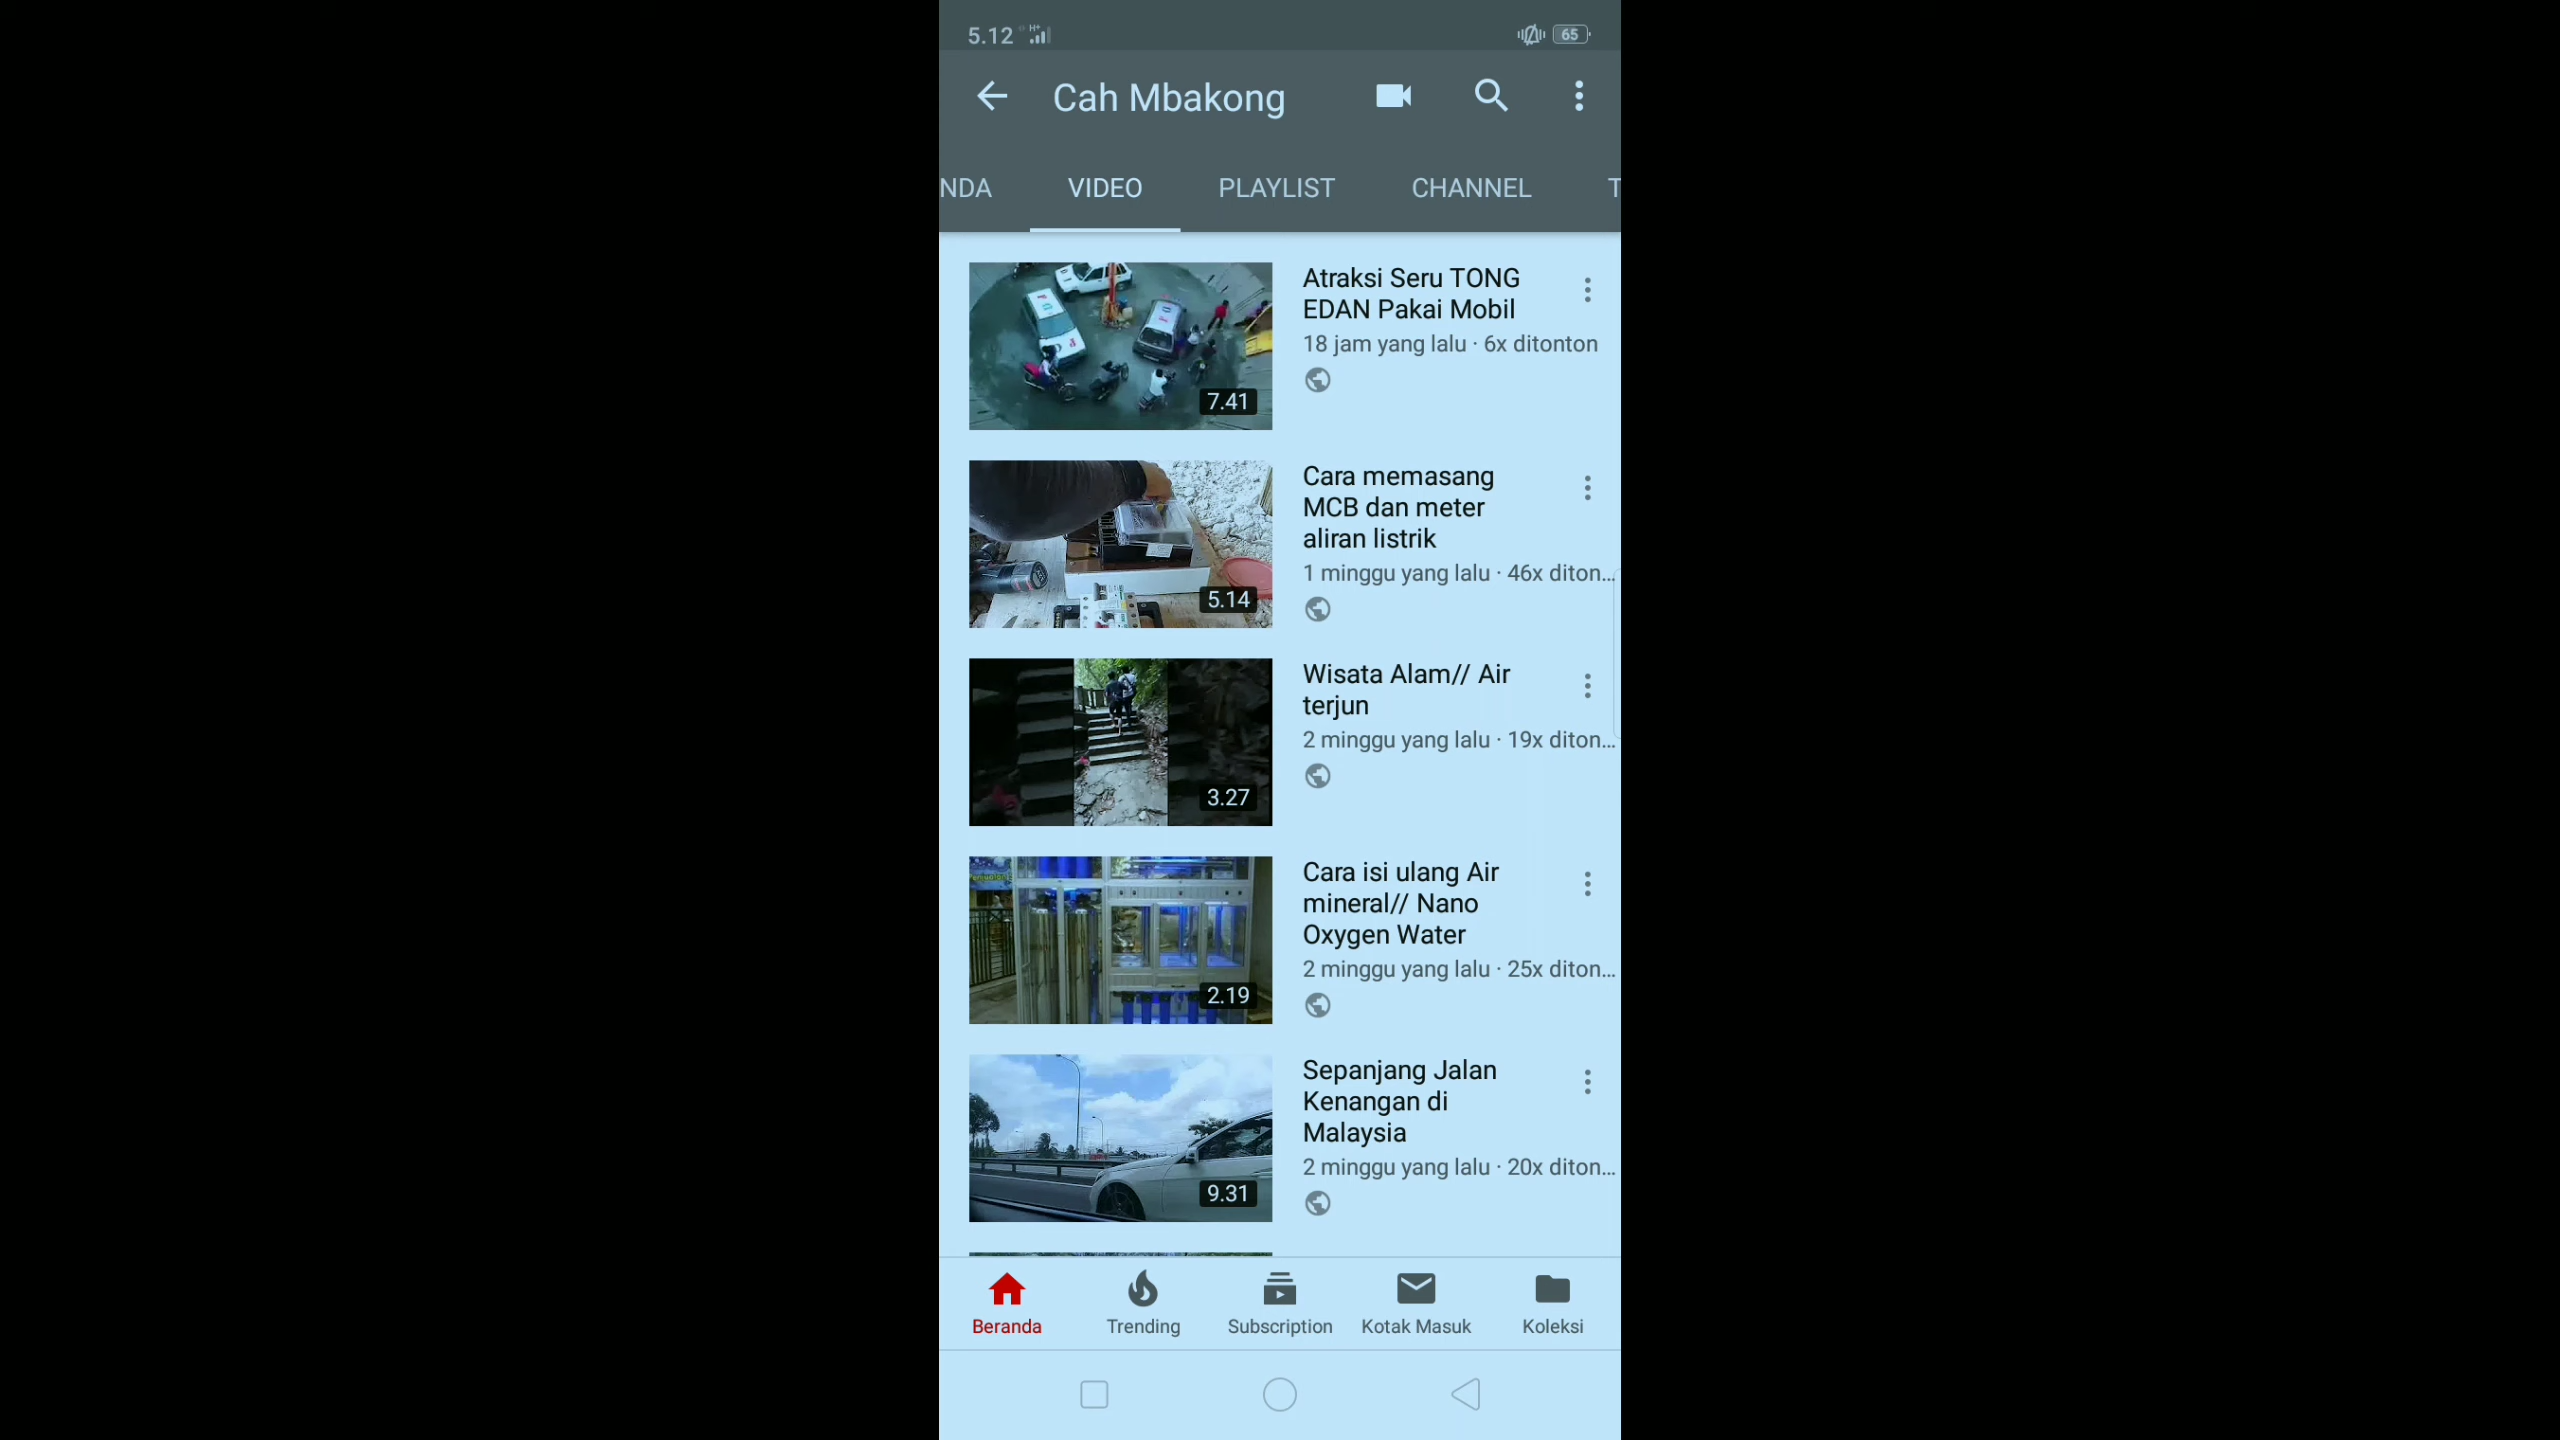 5.12 H+ 65
Cah Mbakong
NDA VIDEO PLAYLIST CHANNEL T
Atraksi Seru TONG
EDAN Pakai Mobil
18 jam yang lalu · 6x ditonton
7.41
Cara memasang
MCB dan meter
aliran listrik
1 minggu yang lalu · 46x diton...
5.14
Wisata Alam// Air
terjun
2 minggu yang lalu · 19x diton...
3.27
Cara isi ulang Air
mineral// Nano
Oxygen Water
2 minggu yang lalu · 25x diton...
2.19
Sepanjang Jalan
Kenangan di
Malaysia
2 minggu yang lalu · 20x diton...
9.31
Beranda Trending Subscription Kotak Masuk Koleksi